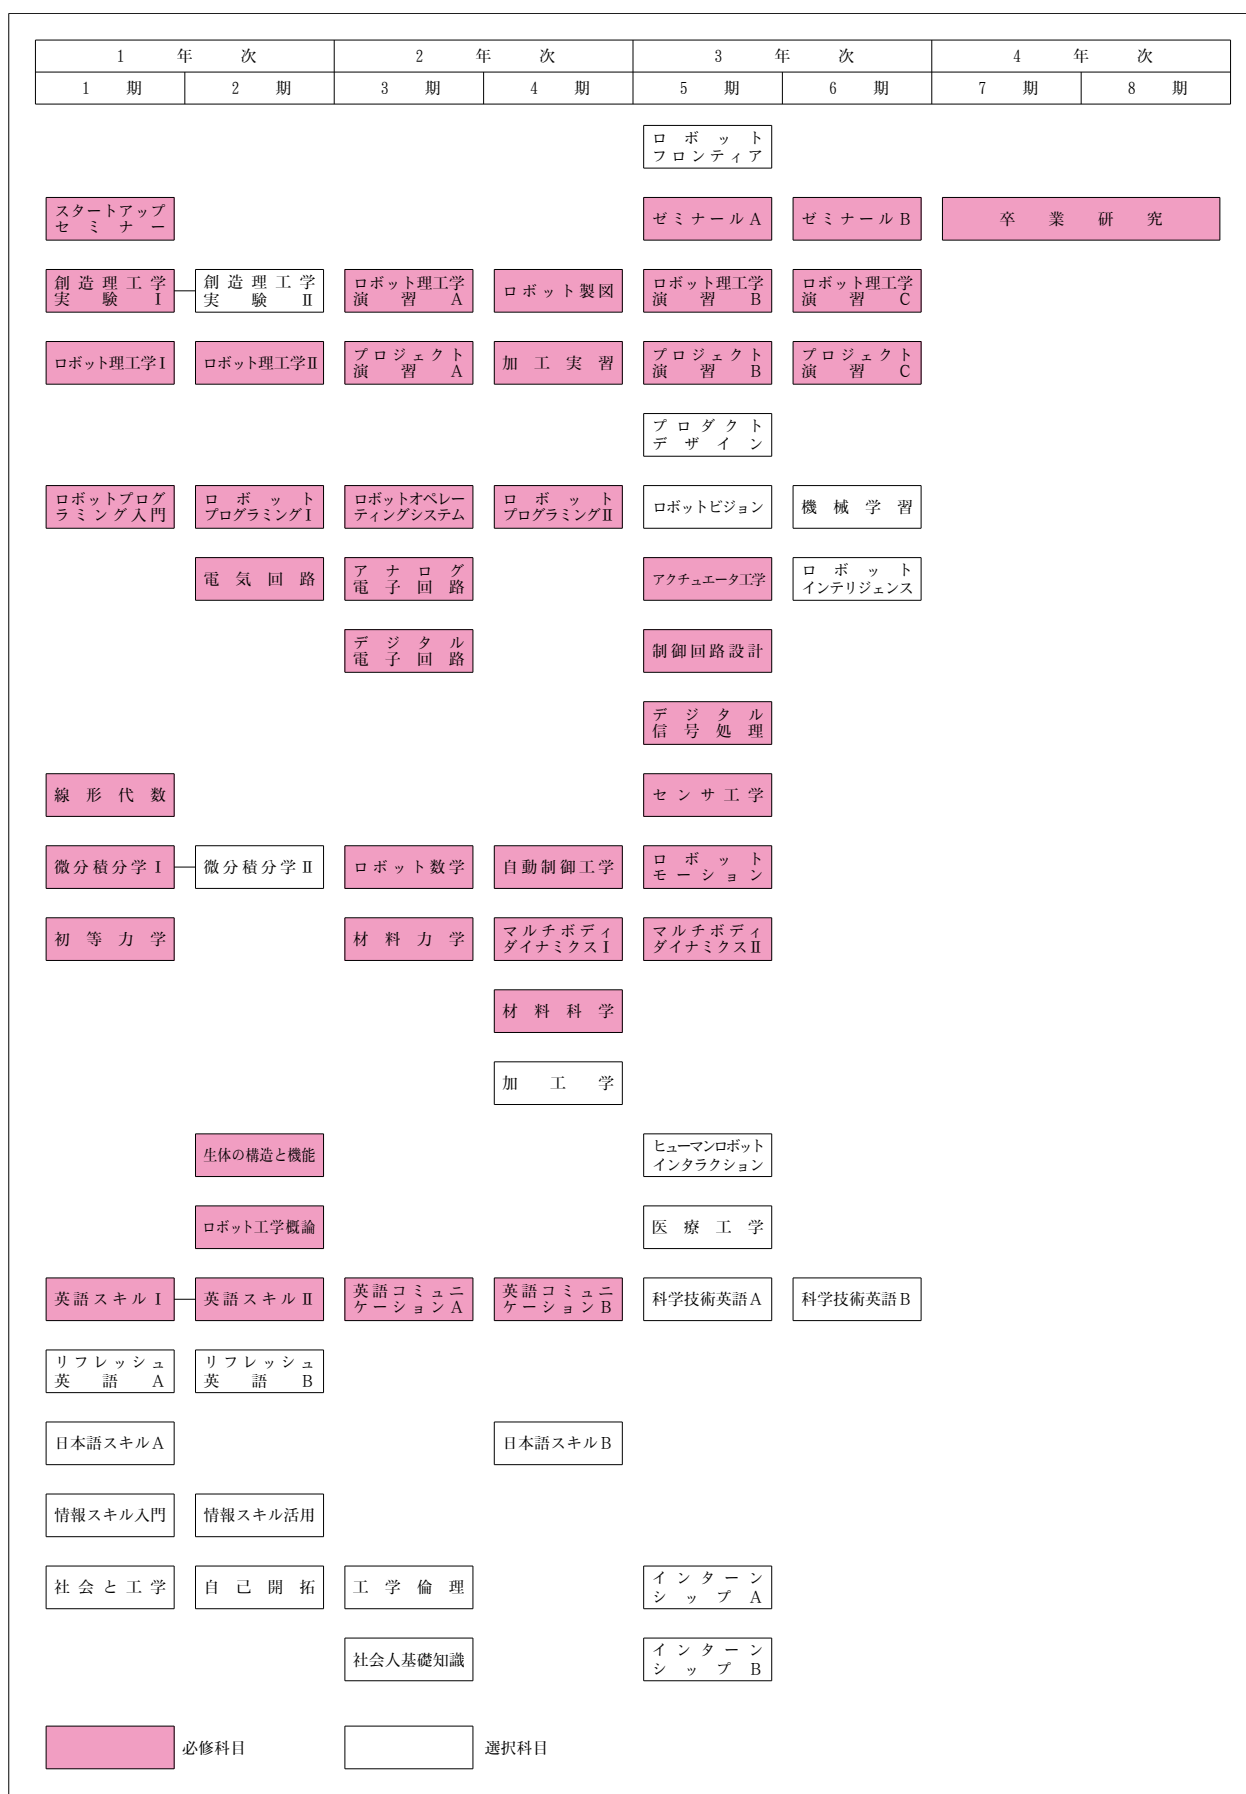 1 年 次 2 年 次 3 年 次 4 年 次
1 期 2 期 3 期 4 期 5 期 6 期 7 期 8 期
ロボット
フロンティア
スタートアップ
セミナー
ゼミナールA
ゼミナールB
卒業研究
創造理工学
実験Ⅰ
創造理工学
実験Ⅱ
ロボット理工学
演習A
ロボット製図
ロボット理工学
演習B
ロボット理工学
演習C
ロボット理工学Ⅰ
ロボット理工学Ⅱ
プロジェクト
演習A
加工実習
プロジェクト
演習B
プロジェクト
演習C
プロダクト
デザイン
ロボットプログ
ラミング入門
ロボット
プログラミングⅠ
ロボットオペレー
ティングシステム
ロボット
プログラミングⅡ
ロボットビジョン
機械学習
電気回路
アナログ
電子回路
アクチュエータ工学
ロボット
インテリジェンス
デジタル
電子回路
制御回路設計
デジタル
信号処理
線形代数
センサ工学
微分積分学Ⅰ
微分積分学Ⅱ
ロボット数学
自動制御工学
ロボット
モーション
初等力学
材料力学
マルチボディ
ダイナミクスⅠ
マルチボディ
ダイナミクスⅡ
材料科学
加工学
生体の構造と機能
ヒューマンロボット
インタラクション
ロボット工学概論
医療工学
英語スキルⅠ
英語スキルⅡ
英語コミュニ
ケーションA
英語コミュニ
ケーションB
科学技術英語A
科学技術英語B
リフレッシュ
英語A
リフレッシュ
英語B
日本語スキルA
日本語スキルB
情報スキル入門
情報スキル活用
社会と工学
自己開拓
工学倫理
インターン
シップA
社会人基礎知識
インターン
シップB
必修科目
選択科目